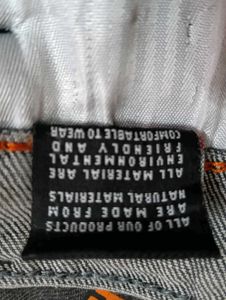 ALL OF OUR PRODUCTS
ARE MADE FROM
NATURAL MATERIALS
ALL MATERIAL ARE
ENVIRONMENTAL
FRIENDLY AND
COMFORTABLE TO WEAR